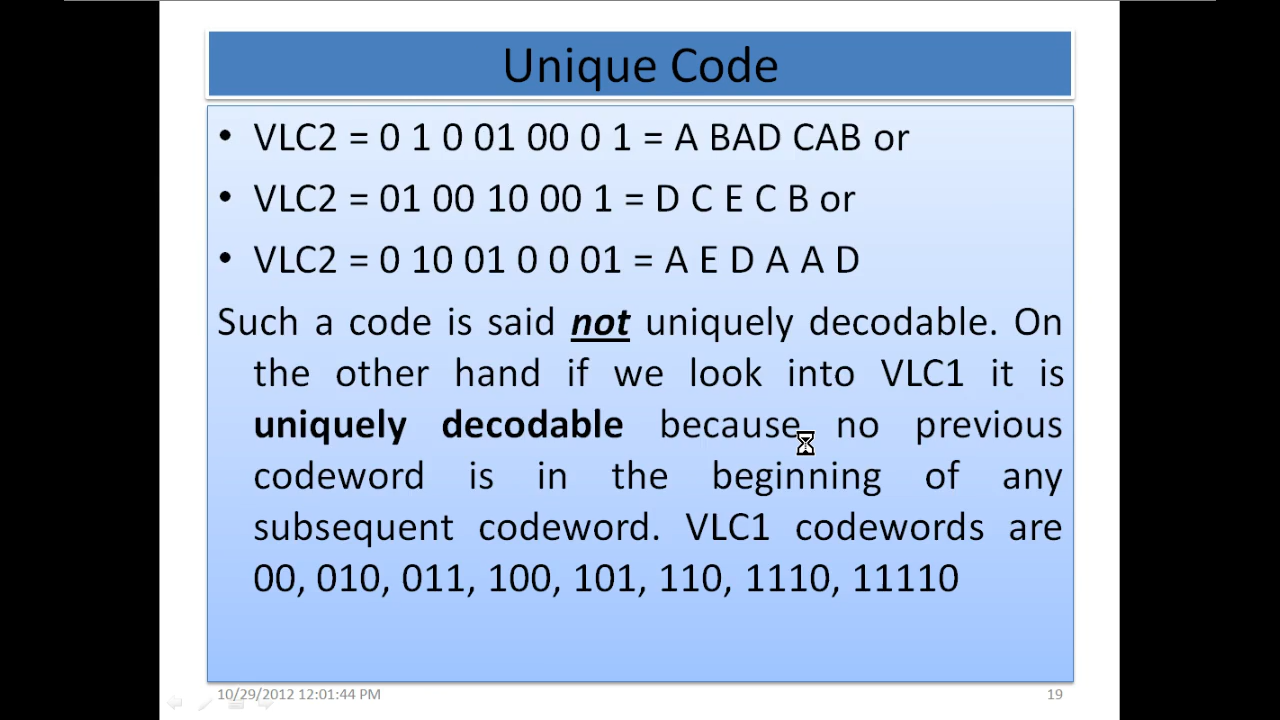 Unique Code
• VLC2 = 0 1 0 01 00 0 1 = A BAD CAB or
• VLC2 = 01 00 10 00 1 = D C E C B or
• VLC2 = 0 10 01 0 0 01 = A E D A A D
Such a code is said not uniquely decodable. On
the other hand if we look into VLC1 it is
uniquely decodable because no previous
codeword is in the beginning of any
subsequent codeword. VLC1 codewords are
00, 010, 011, 100, 101, 110, 1110, 11110
10/29/2012 12:01:44 PM
19